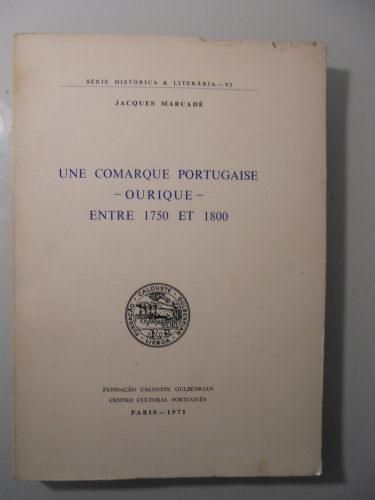 SÉRIE HISTÓRICA & LITERÁRIA — VI
JACQUES MARCADÉ
UNE COMARQUE PORTUGAISE
— OURIQUE —
ENTRE 1750 ET 1800
FUNDAÇÃO CALOUSTE GULBENKIAN
LISBOA
FUNDAÇÃO CALOUSTE GULBENKIAN
CENTRO CULTURAL PORTUGUÊS
PARIS — 1971